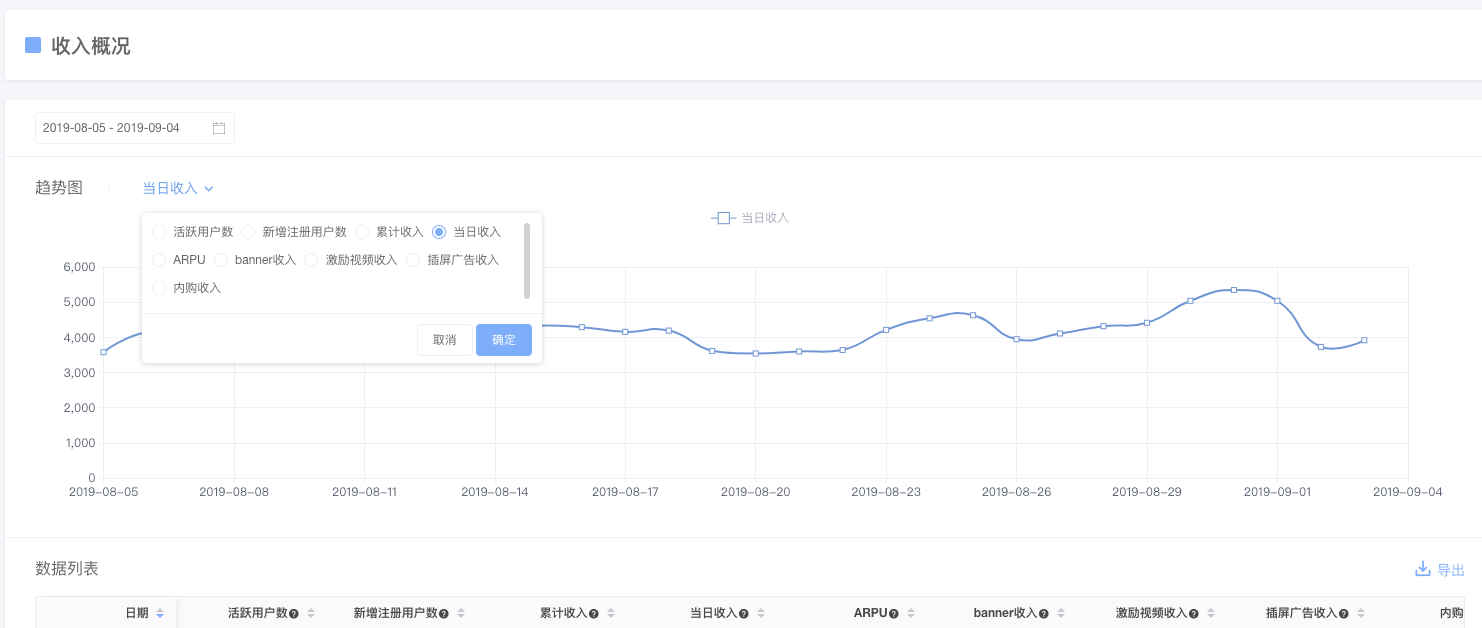 收入概况
2019-08-05 - 2019-09-04
趋势图 当日收入
当日收入
活跃用户数 新增注册用户数 累计收入 当日收入
ARPU banner收入 激励视频收入 插屏广告收入
内购收入
取消 确定
6,000
5,000
4,000
3,000
2,000
1,000
0
2019-08-05 2019-08-08 2019-08-11 2019-08-14 2019-08-17 2019-08-20 2019-08-23 2019-08-26 2019-08-29 2019-09-01 2019-09-04
数据列表 导出
日期 活跃用户数 新增注册用户数 累计收入 当日收入 ARPU banner收入 激励视频收入 插屏广告收入 内购